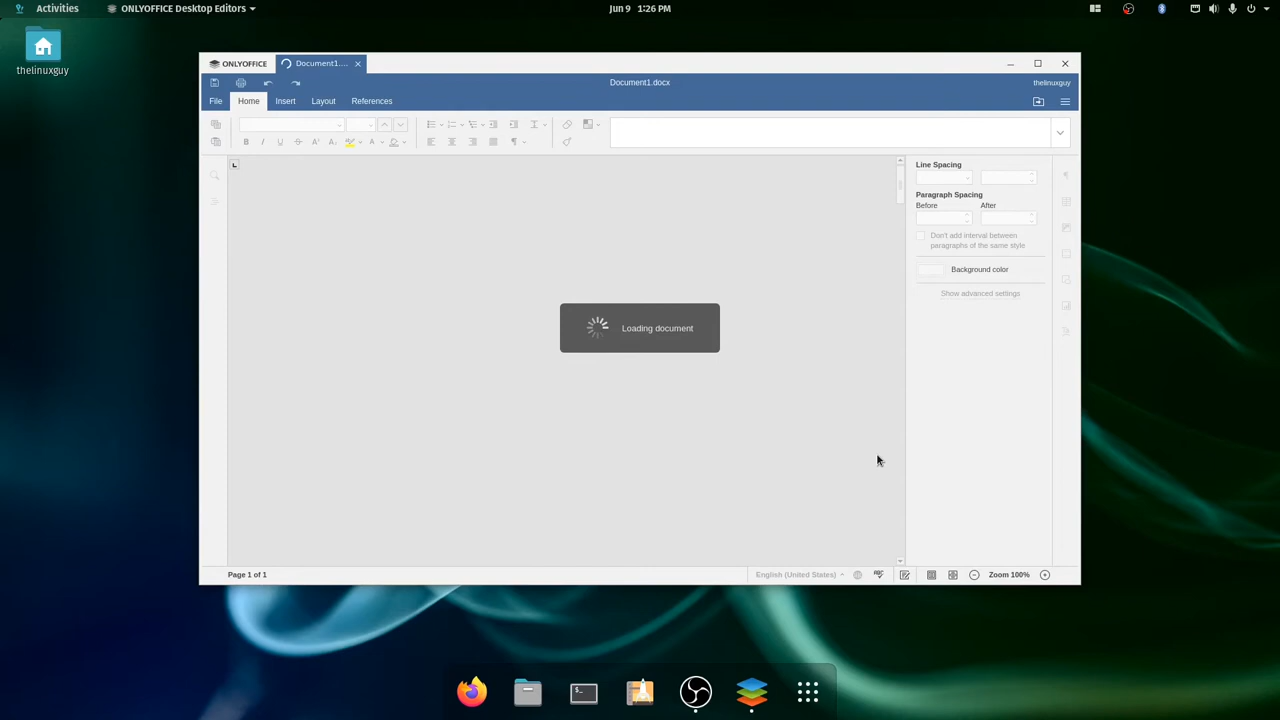 Activities
ONLYOFFICE Desktop Editors
Jun 9 1:26 PM
thelinuxguy
ONLYOFFICE
Document1....
Document1.docx
thelinuxguy
File
Home
Insert
Layout
References
Line Spacing
Paragraph Spacing
Before
After
Don't add interval between
paragraphs of the same style
Background color
Show advanced settings
Loading document
Page 1 of 1
English (United States)
Zoom 100%